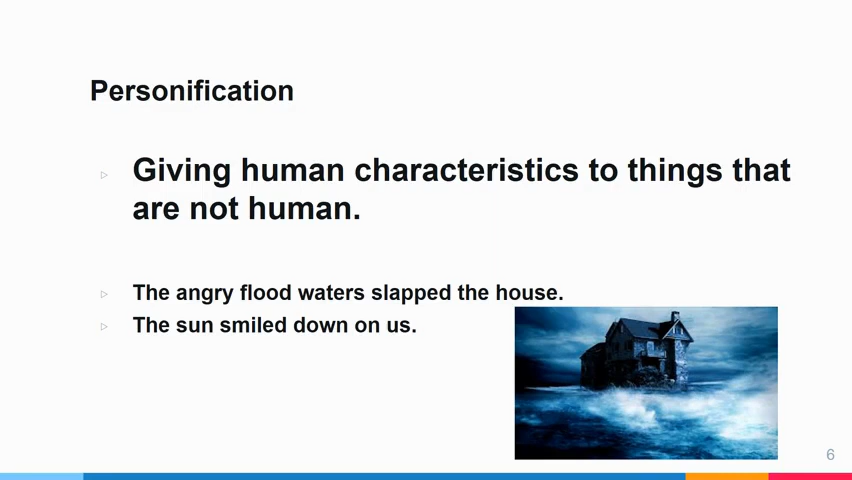 Personification
Giving human characteristics to things that
are not human.
The angry flood waters slapped the house.
The sun smiled down on us.
6